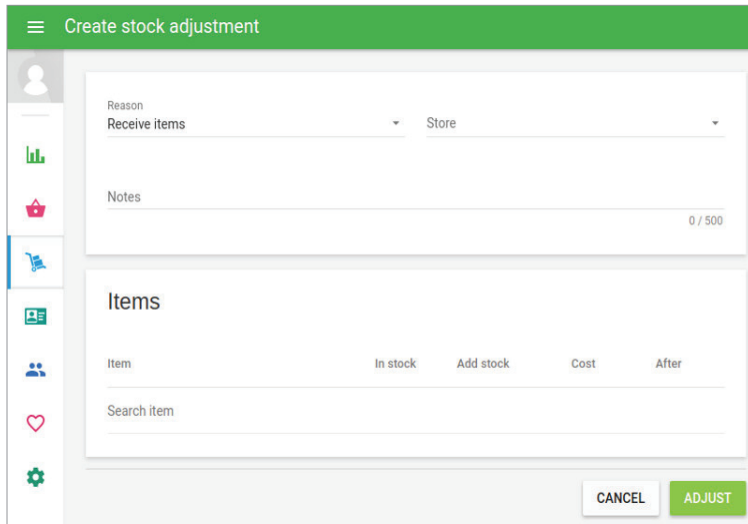 Create stock adjustment
Reason
Receive items
Store
Notes
0 / 500
Items
Item In stock Add stock Cost After
Search item
CANCEL ADJUST